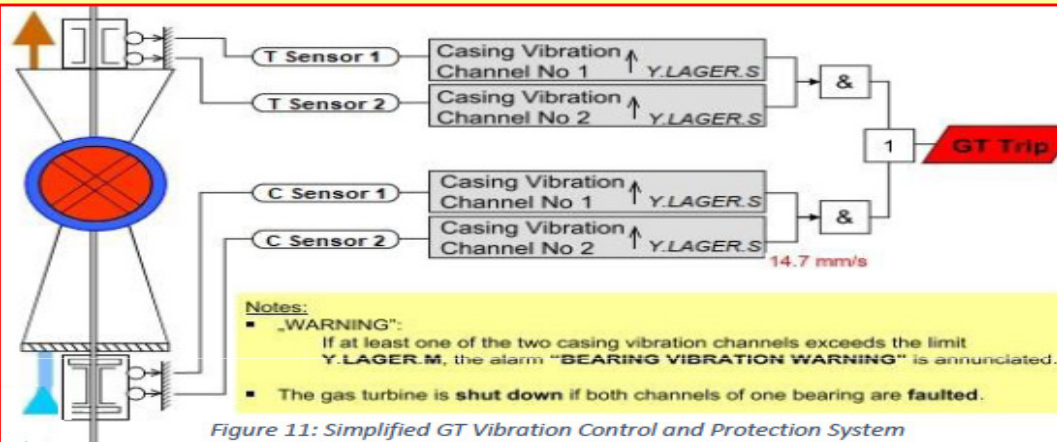 T Sensor 1
Casing Vibration
Channel No 1 ↑ Y.LAGER.S
T Sensor 2
Casing Vibration
Channel No 2 ↑ Y.LAGER.S
&
1
GT Trip
C Sensor 1
Casing Vibration
Channel No 1 ↑ Y.LAGER.S
C Sensor 2
Casing Vibration
Channel No 2 ↑ Y.LAGER.S
&
14.7 mm/s
Notes:
▪ „WARNING":
If at least one of the two casing vibration channels exceeds the limit
Y.LAGER.M, the alarm "BEARING VIBRATION WARNING" is annunciated.
▪ The gas turbine is shut down if both channels of one bearing are faulted.
Figure 11: Simplified GT Vibration Control and Protection System